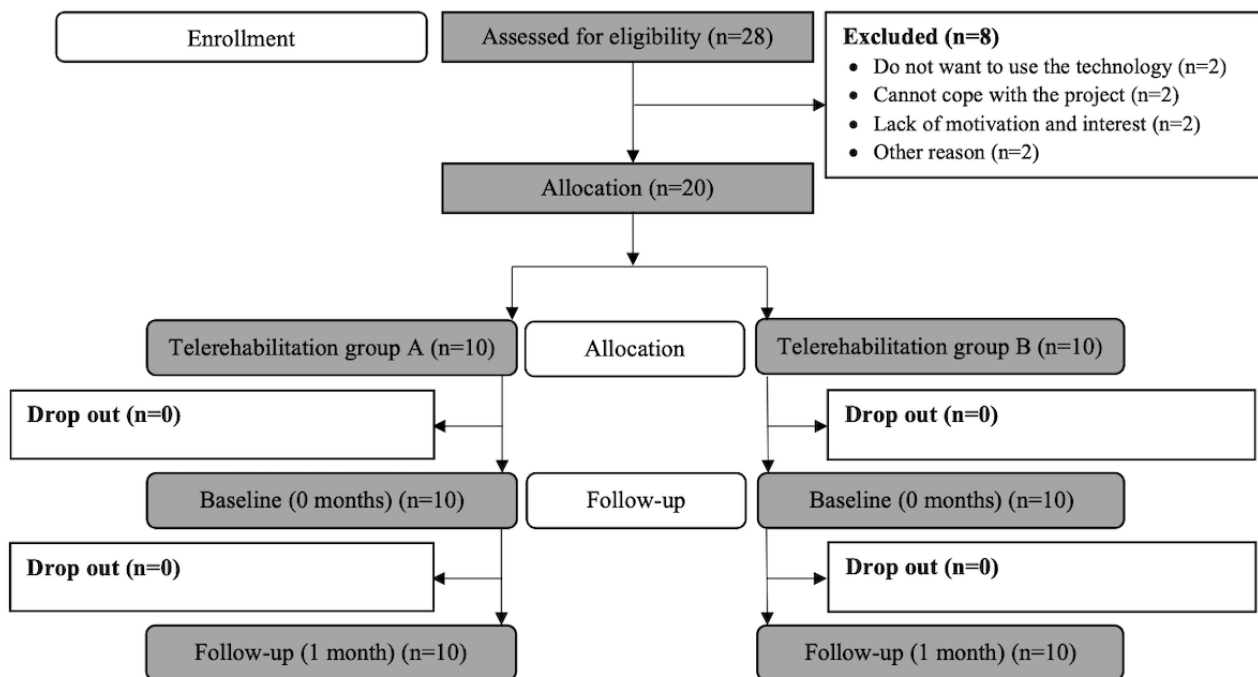 Enrollment
Assessed for eligibility (n=28)
Excluded (n=8)
• Do not want to use the technology (n=2)
• Cannot cope with the project (n=2)
• Lack of motivation and interest (n=2)
• Other reason (n=2)
Allocation (n=20)
Telerehabilitation group A (n=10)
Allocation
Telerehabilitation group B (n=10)
Drop out (n=0)
Drop out (n=0)
Baseline (0 months) (n=10)
Follow-up
Baseline (0 months) (n=10)
Drop out (n=0)
Drop out (n=0)
Follow-up (1 month) (n=10)
Follow-up (1 month) (n=10)